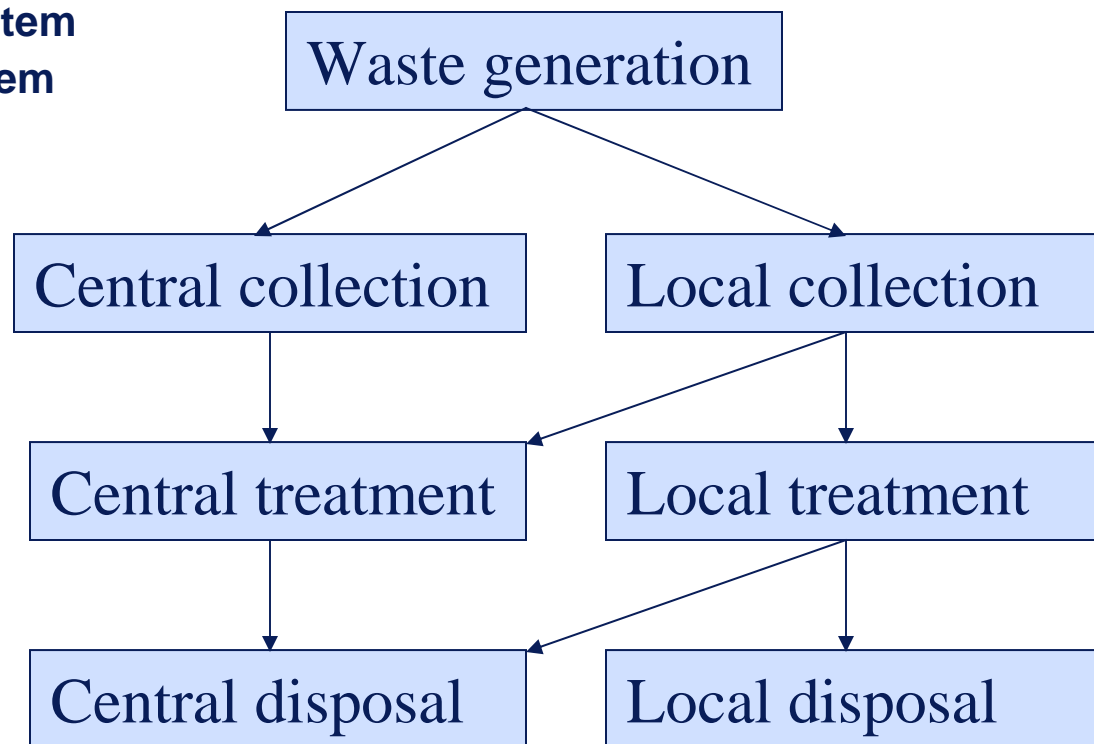 tem
em
Waste generation
Central collection
Local collection
Central treatment
Local treatment
Central disposal
Local disposal